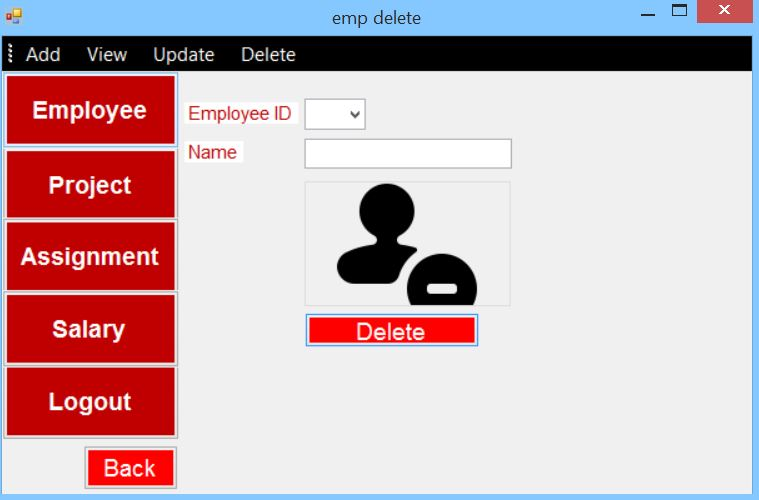 emp delete
Add View Update Delete
Employee
Project
Assignment
Salary
Logout
Back
Employee ID
Name
Delete